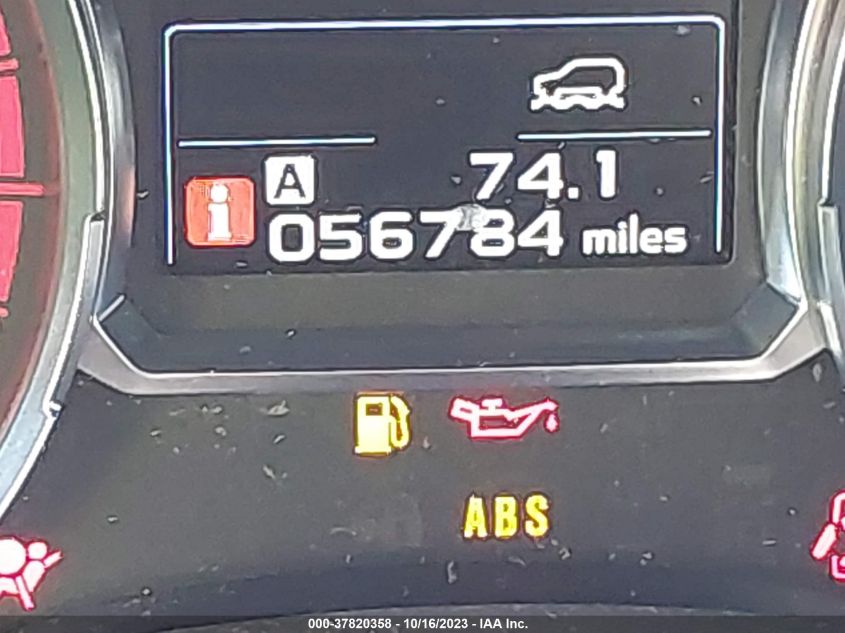 A 74.1
i 056784 miles
ABS
000-37820358 - 10/16/2023 - IAA Inc.